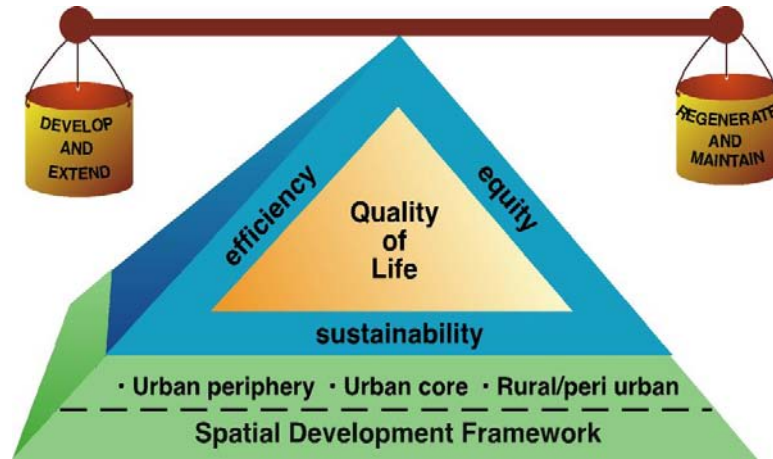 DEVELOP
AND
EXTEND
REGENERATE
AND
MAINTAIN
efficiency
equity
Quality
of
Life
sustainability
· Urban periphery · Urban core · Rural/peri urban
Spatial Development Framework